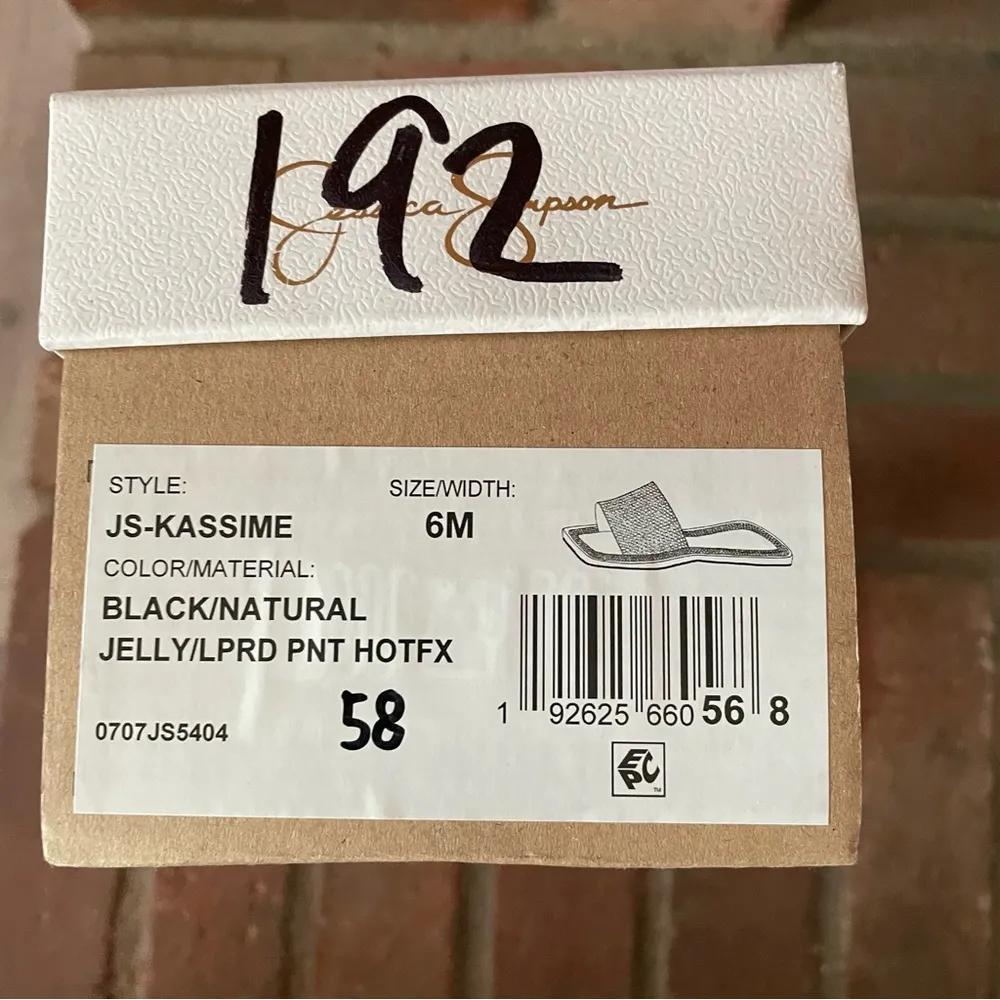 192
Jessica Simpson
STYLE:
JS-KASSIME
SIZE/WIDTH:
6M
COLOR/MATERIAL:
BLACK/NATURAL
JELLY/LPRD PNT HOTFX
0707JS5404
58
1 92625 660 56 8
EPC
TM